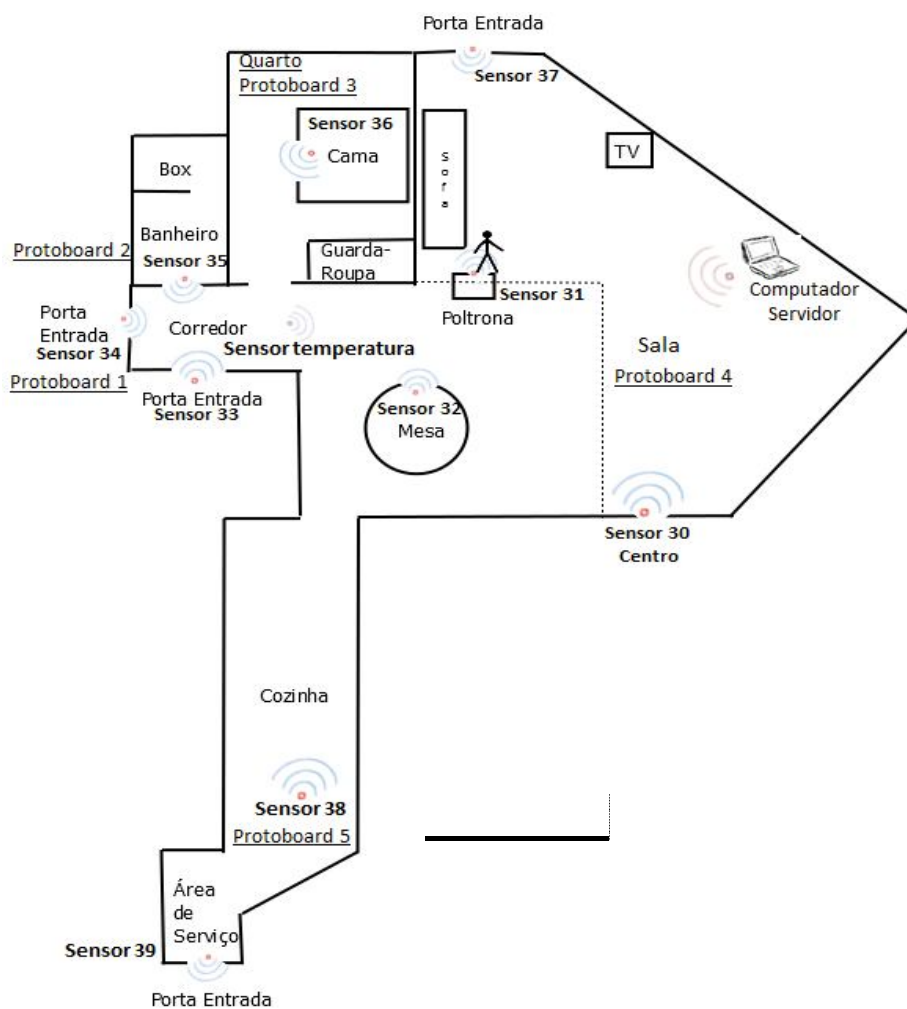 Porta Entrada
Quarto
Protoboard 3
Sensor 37
Sensor 36
Cama
s
o
f
a
TV
Box
Banheiro
Protoboard 2
Sensor 35
Guarda-
Roupa
Sensor 31
Poltrona
Computador
Servidor
Porta
Entrada
Sensor 34
Protoboard 1
Corredor
Sensor temperatura
Sala
Protoboard 4
Porta Entrada
Sensor 33
Sensor 32
Mesa
Sensor 30
Centro
Cozinha
Sensor 38
Protoboard 5
Área
de
Serviço
Sensor 39
Porta Entrada